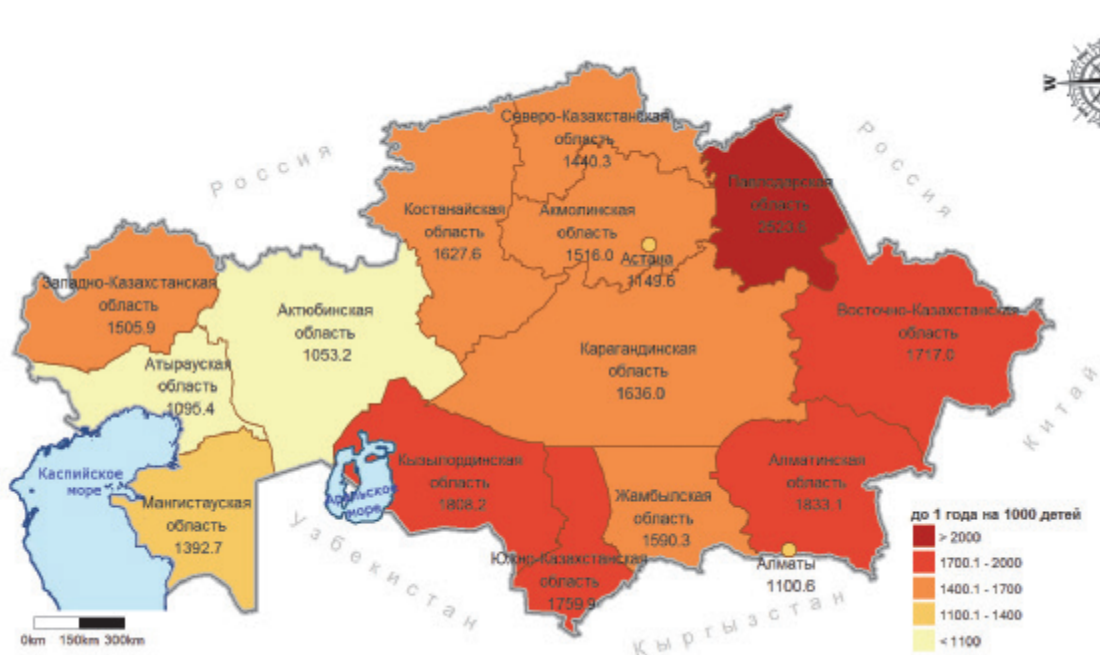 W
Россия
Россия
Северо-Казахстанская
область
1440.3
Павлодарская
область
Костанайская
область
1627.6
Акмолинская
область
1516.0
Астана
1149.6
Западно-Казахстанская
область
1505.9
Актюбинская
область
1053.2
Восточно-Казахстанская
область
1717.0
Атырауская
область
1095.4
Карагандинская
область
1636.0
Китай
Каспийское
море
Мангистауская
область
1392.7
Аральское
море
Кызылординская
область
1808.2
Жамбылская
область
1590.3
Алматинская
область
1833.1
Узбекистан
Южно-Казахстанская
область
1759.9
Алматы
1100.6
Кыргызстан
до 1 года на 1000 детей
> 2000
1700.1 - 2000
1400.1 - 1700
1100.1 - 1400
< 1100
0km 150km 300km